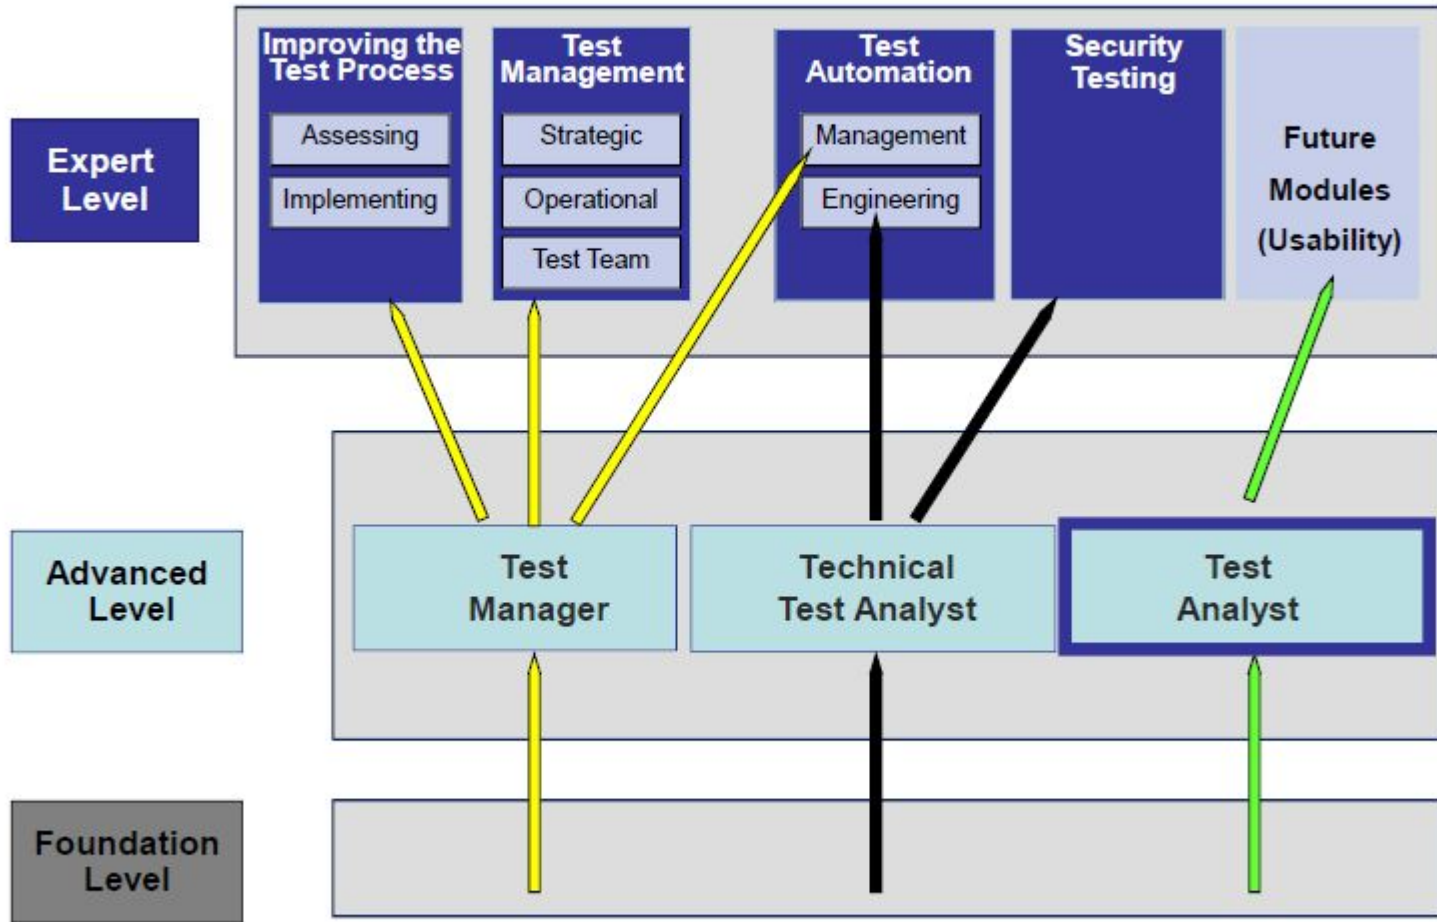 Improving the
Test Process
Assessing
Implementing
Test
Management
Strategic
Operational
Test Team
Test
Automation
Management
Engineering
Security
Testing
Future
Modules
(Usability)
Expert
Level
Advanced
Level
Test
Manager
Technical
Test Analyst
Test
Analyst
Foundation
Level